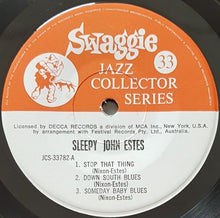 Swaggie
JAZZ 33
COLLECTOR
SERIES
Licensed by DECCA RECORDS a division of MCA Inc., New York, U.S.A.
by arrangement with Festival Records Pty. Ltd., Australia.
SLEEPY JOHN ESTES
JCS-33782-A
1. STOP THAT THING
(Nixon-Estes)
2. DOWN SOUTH BLUES
(Nixon-Estes)
3. SOMEDAY BABY BLUES
(Nixon-Estes)